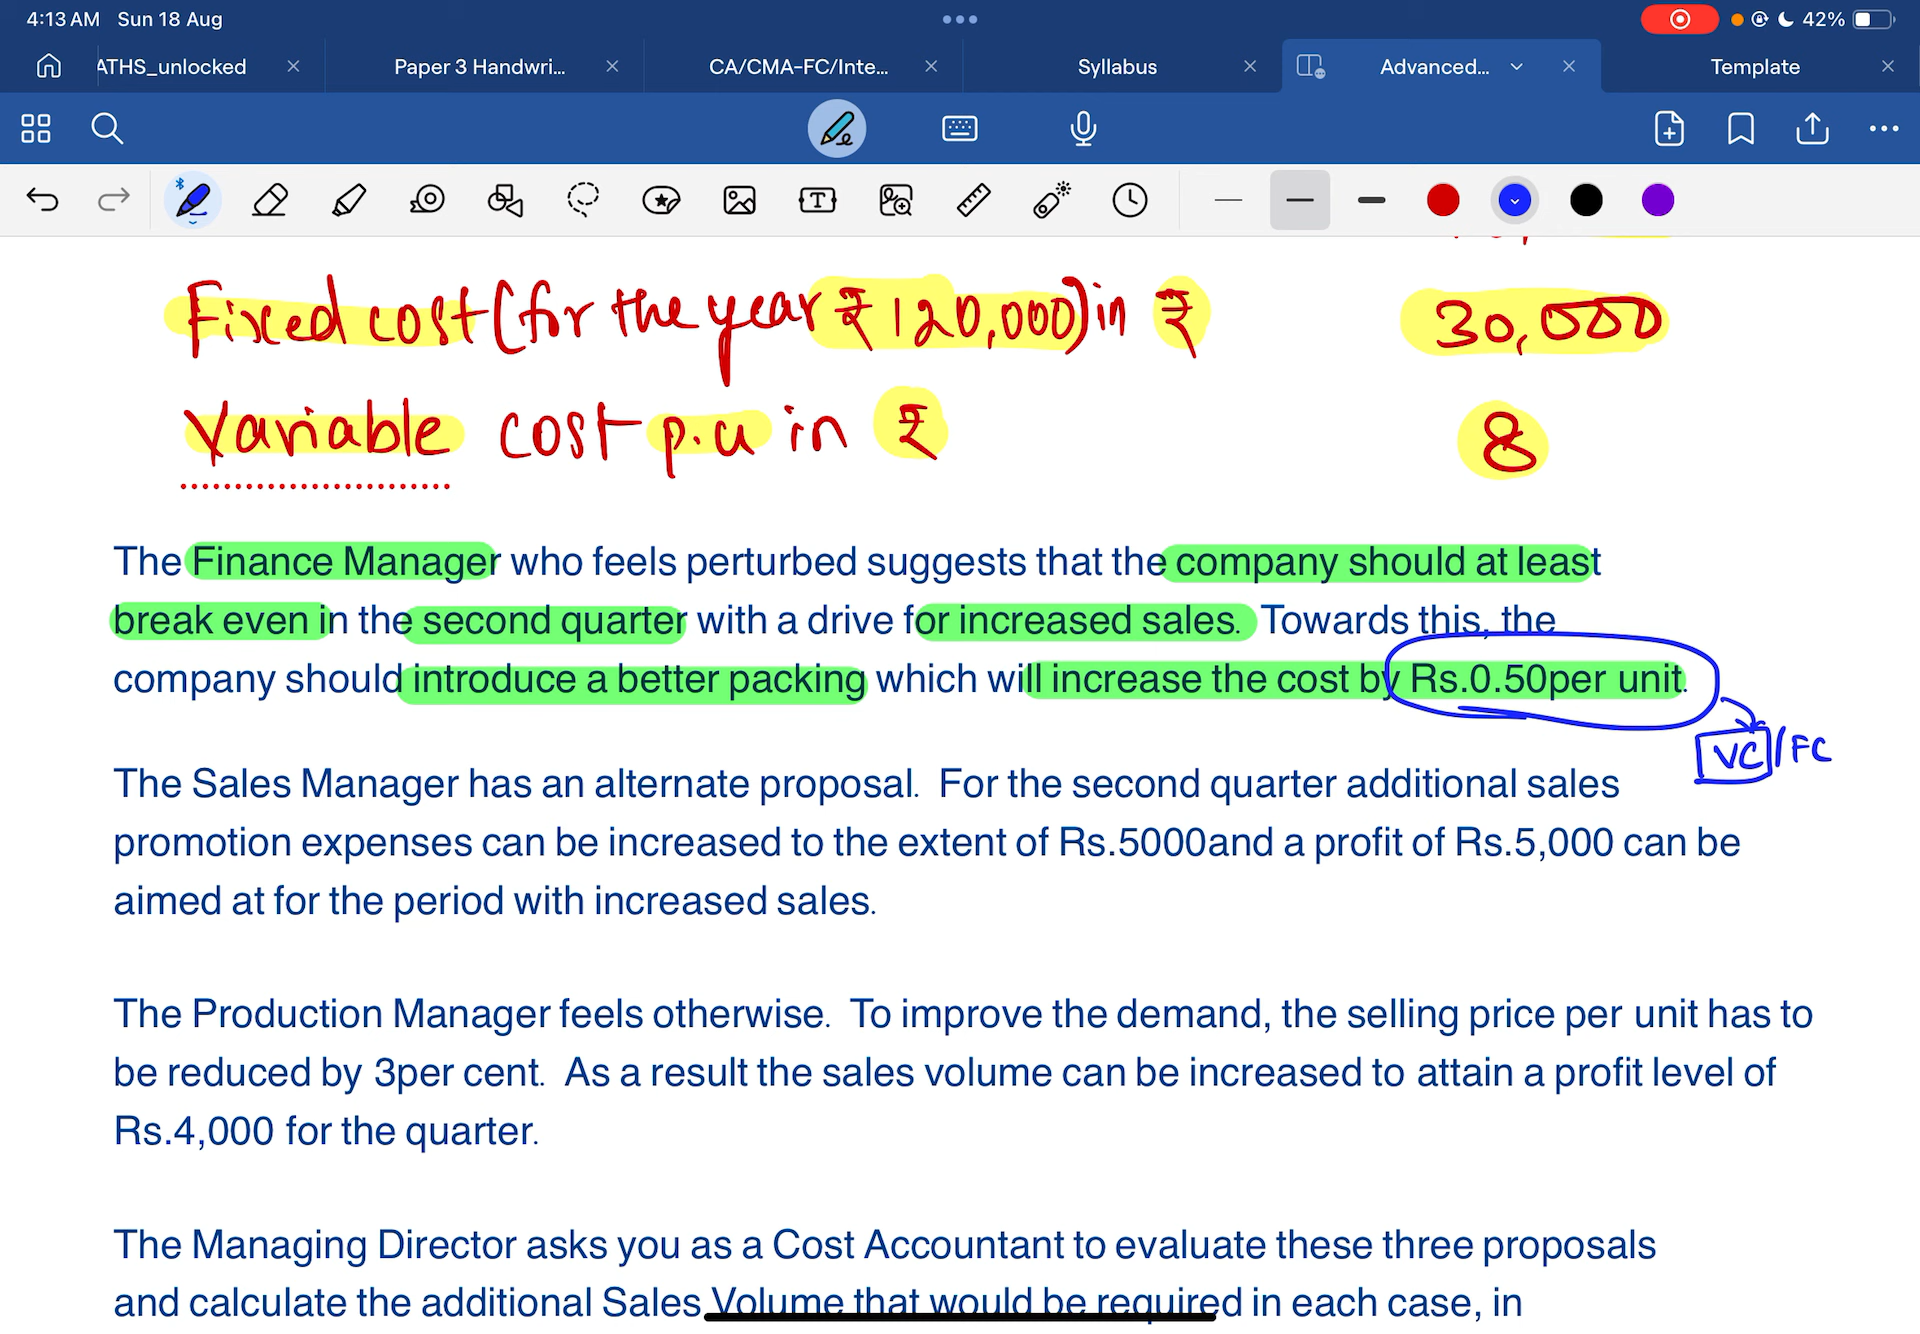 4:13 AM Sun 18 Aug
42%
ATHS_unlocked
Paper 3 Handwri...
CA/CMA-FC/Inte...
Syllabus
Advanced...
Template
Fixed cost (for the year ₹ 120,000) in ₹ 30,000
Variable cost p.u in ₹ 8
The Finance Manager who feels perturbed suggests that the company should at least
break even in the second quarter with a drive for increased sales. Towards this, the
company should introduce a better packing which will increase the cost by Rs.0.50per unit.
VC/FC
The Sales Manager has an alternate proposal. For the second quarter additional sales
promotion expenses can be increased to the extent of Rs.5000and a profit of Rs.5,000 can be
aimed at for the period with increased sales.
The Production Manager feels otherwise. To improve the demand, the selling price per unit has to
be reduced by 3per cent. As a result the sales volume can be increased to attain a profit level of
Rs.4,000 for the quarter.
The Managing Director asks you as a Cost Accountant to evaluate these three proposals
and calculate the additional Sales Volume that would be required in each case, in